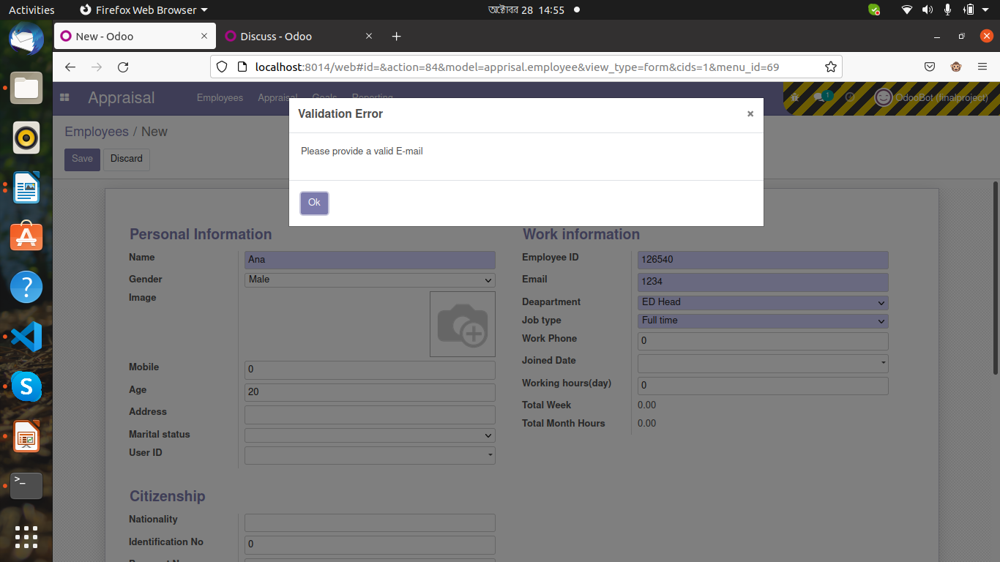 Activities
Firefox Web Browser
অক্টোবর 28 14:55
New - Odoo
Discuss - Odoo
localhost:8014/web#id=&action=84&model=apprisal.employee&view_type=form&cids=1&menu_id=69
Appraisal
Employees
Appraisal
Goals
Reporting
1
OdooBot (finalproject)
Employees / New
Save
Discard
Validation Error
Please provide a valid E-mail
Ok
Personal Information
Name
Ana
Gender
Male
Image
Mobile
0
Age
20
Address
Marital status
User ID
Work information
Employee ID
126540
Email
1234
Deapartment
ED Head
Job type
Full time
Work Phone
0
Joined Date
Working hours(day)
0
Total Week
0.00
Total Month Hours
0.00
Citizenship
Nationality
Identification No
0